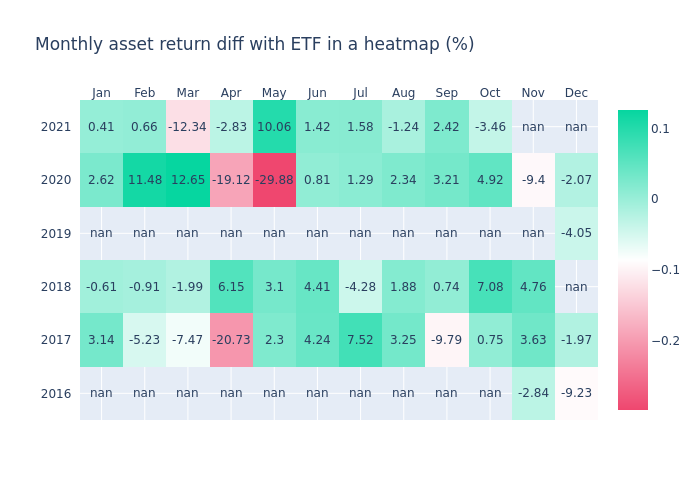 Monthly asset return diff with ETF in a heatmap (%)
Jan Feb Mar Apr May Jun Jul Aug Sep Oct Nov Dec
2021 0.41 0.66 -12.34 -2.83 10.06 1.42 1.58 -1.24 2.42 -3.46 nan nan 0.1
2020 2.62 11.48 12.65 -19.12 -29.88 0.81 1.29 2.34 3.21 4.92 -9.4 -2.07 0
2019 nan nan nan nan nan nan nan nan nan nan nan -4.05
−0.1
2018 -0.61 -0.91 -1.99 6.15 3.1 4.41 -4.28 1.88 0.74 7.08 4.76 nan
2017 3.14 -5.23 -7.47 -20.73 2.3 4.24 7.52 3.25 -9.79 0.75 3.63 -1.97 −0.2
2016 nan nan nan nan nan nan nan nan nan nan -2.84 -9.23